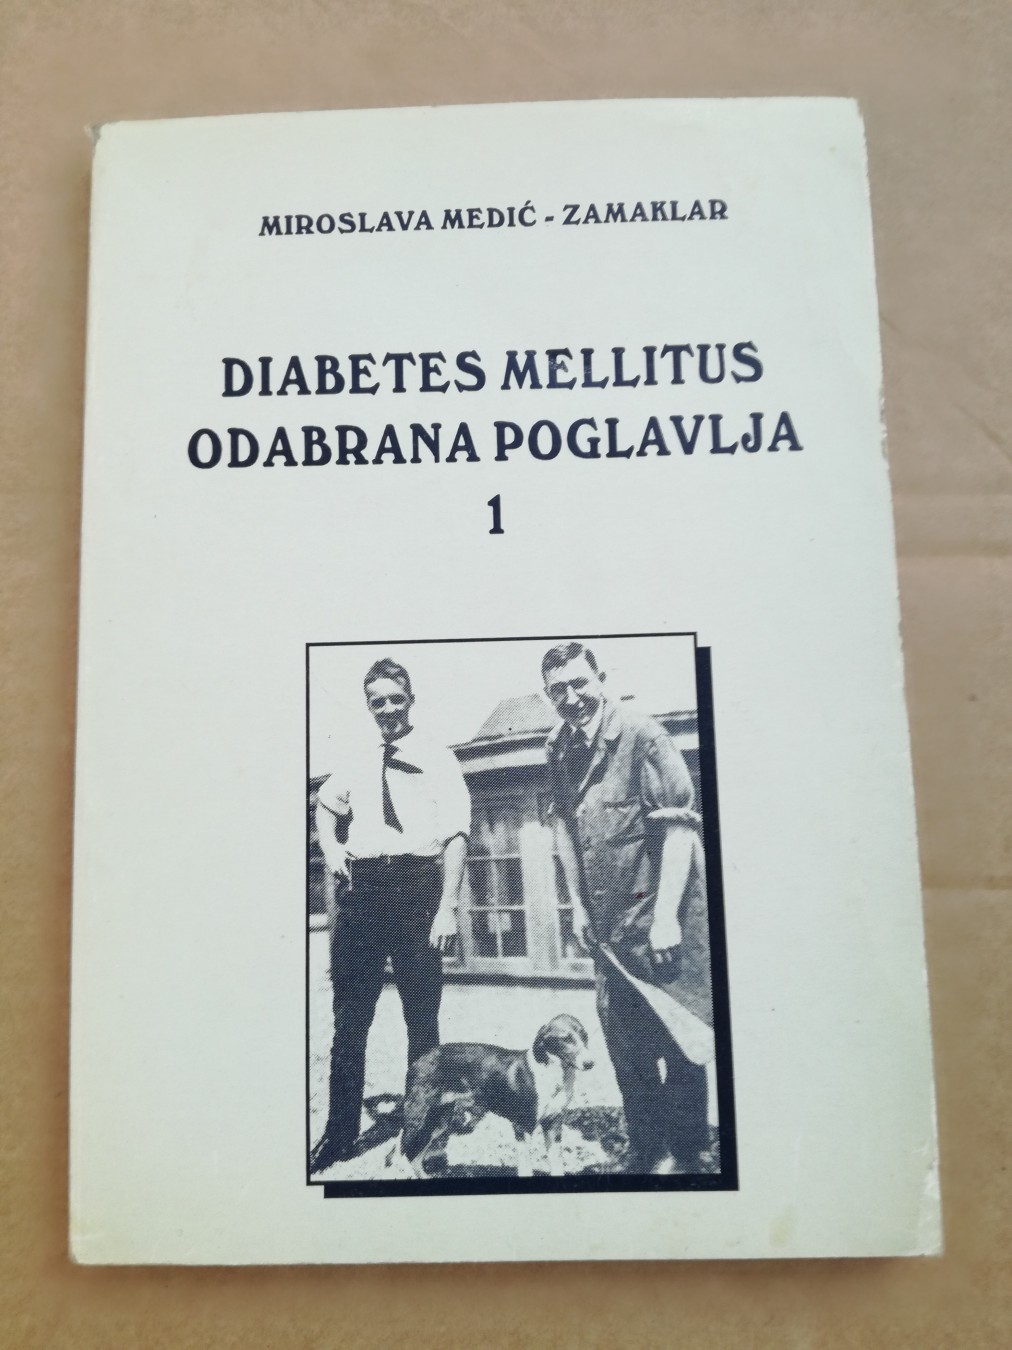 MIROSLAVA MEDIĆ - ZAMAKLAR
DIABETES MELLITUS
ODABRANA POGLAVLJA
1